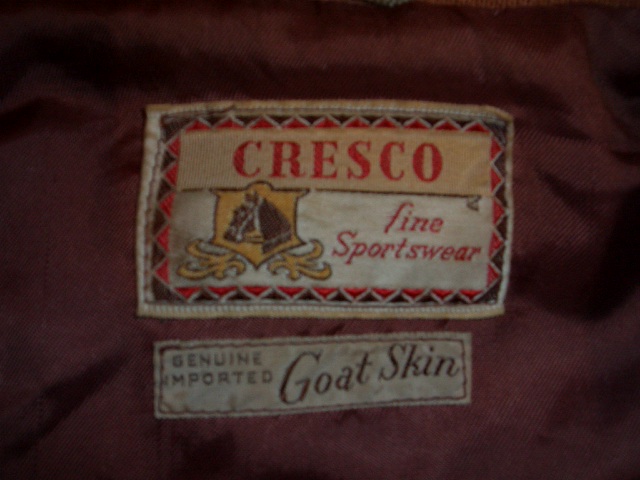 CRESCO
fine
Sportswear
GENUINE
IMPORTED
Goat Skin